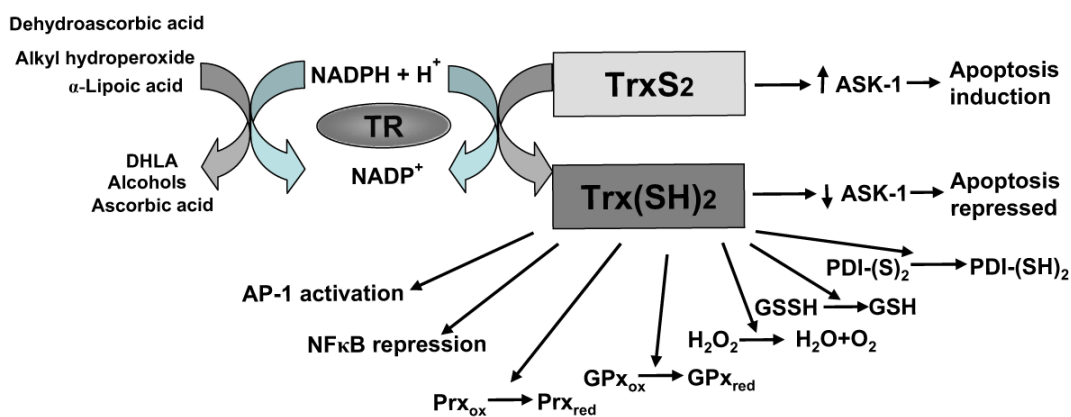 Dehydroascorbic acid
Alkyl hydroperoxide
α-Lipoic acid
NADPH + H+
TR
NADP+
DHLA
Alcohols
Ascorbic acid
TrxS2
ASK-1
Apoptosis
induction
Trx(SH)2
ASK-1
Apoptosis
repressed
AP-1 activation
NFκB repression
Prxox Prxred
GPxox GPxred
H2O2 H2O+O2
GSSH GSH
PDI-(S)2 PDI-(SH)2